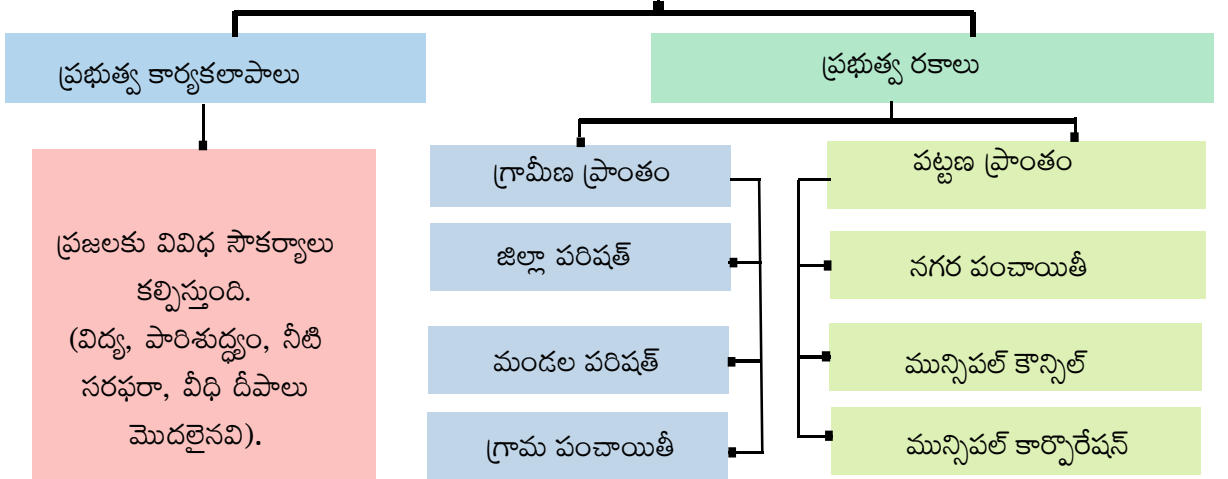 ప్రభుత్వ కార్యకలాపాలు
ప్రజలకు వివిధ సౌకర్యాలు
కల్పిస్తుంది.
(విద్య, పారిశుద్ధ్యం, నీటి
సరఫరా, వీధి దీపాలు
మొదలైనవి).
ప్రభుత్వ రకాలు
గ్రామీణ ప్రాంతం
జిల్లా పరిషత్
మండల పరిషత్
గ్రామ పంచాయితీ
పట్టణ ప్రాంతం
నగర పంచాయితీ
మున్సిపల్ కౌన్సిల్
మున్సిపల్ కార్పొరేషన్